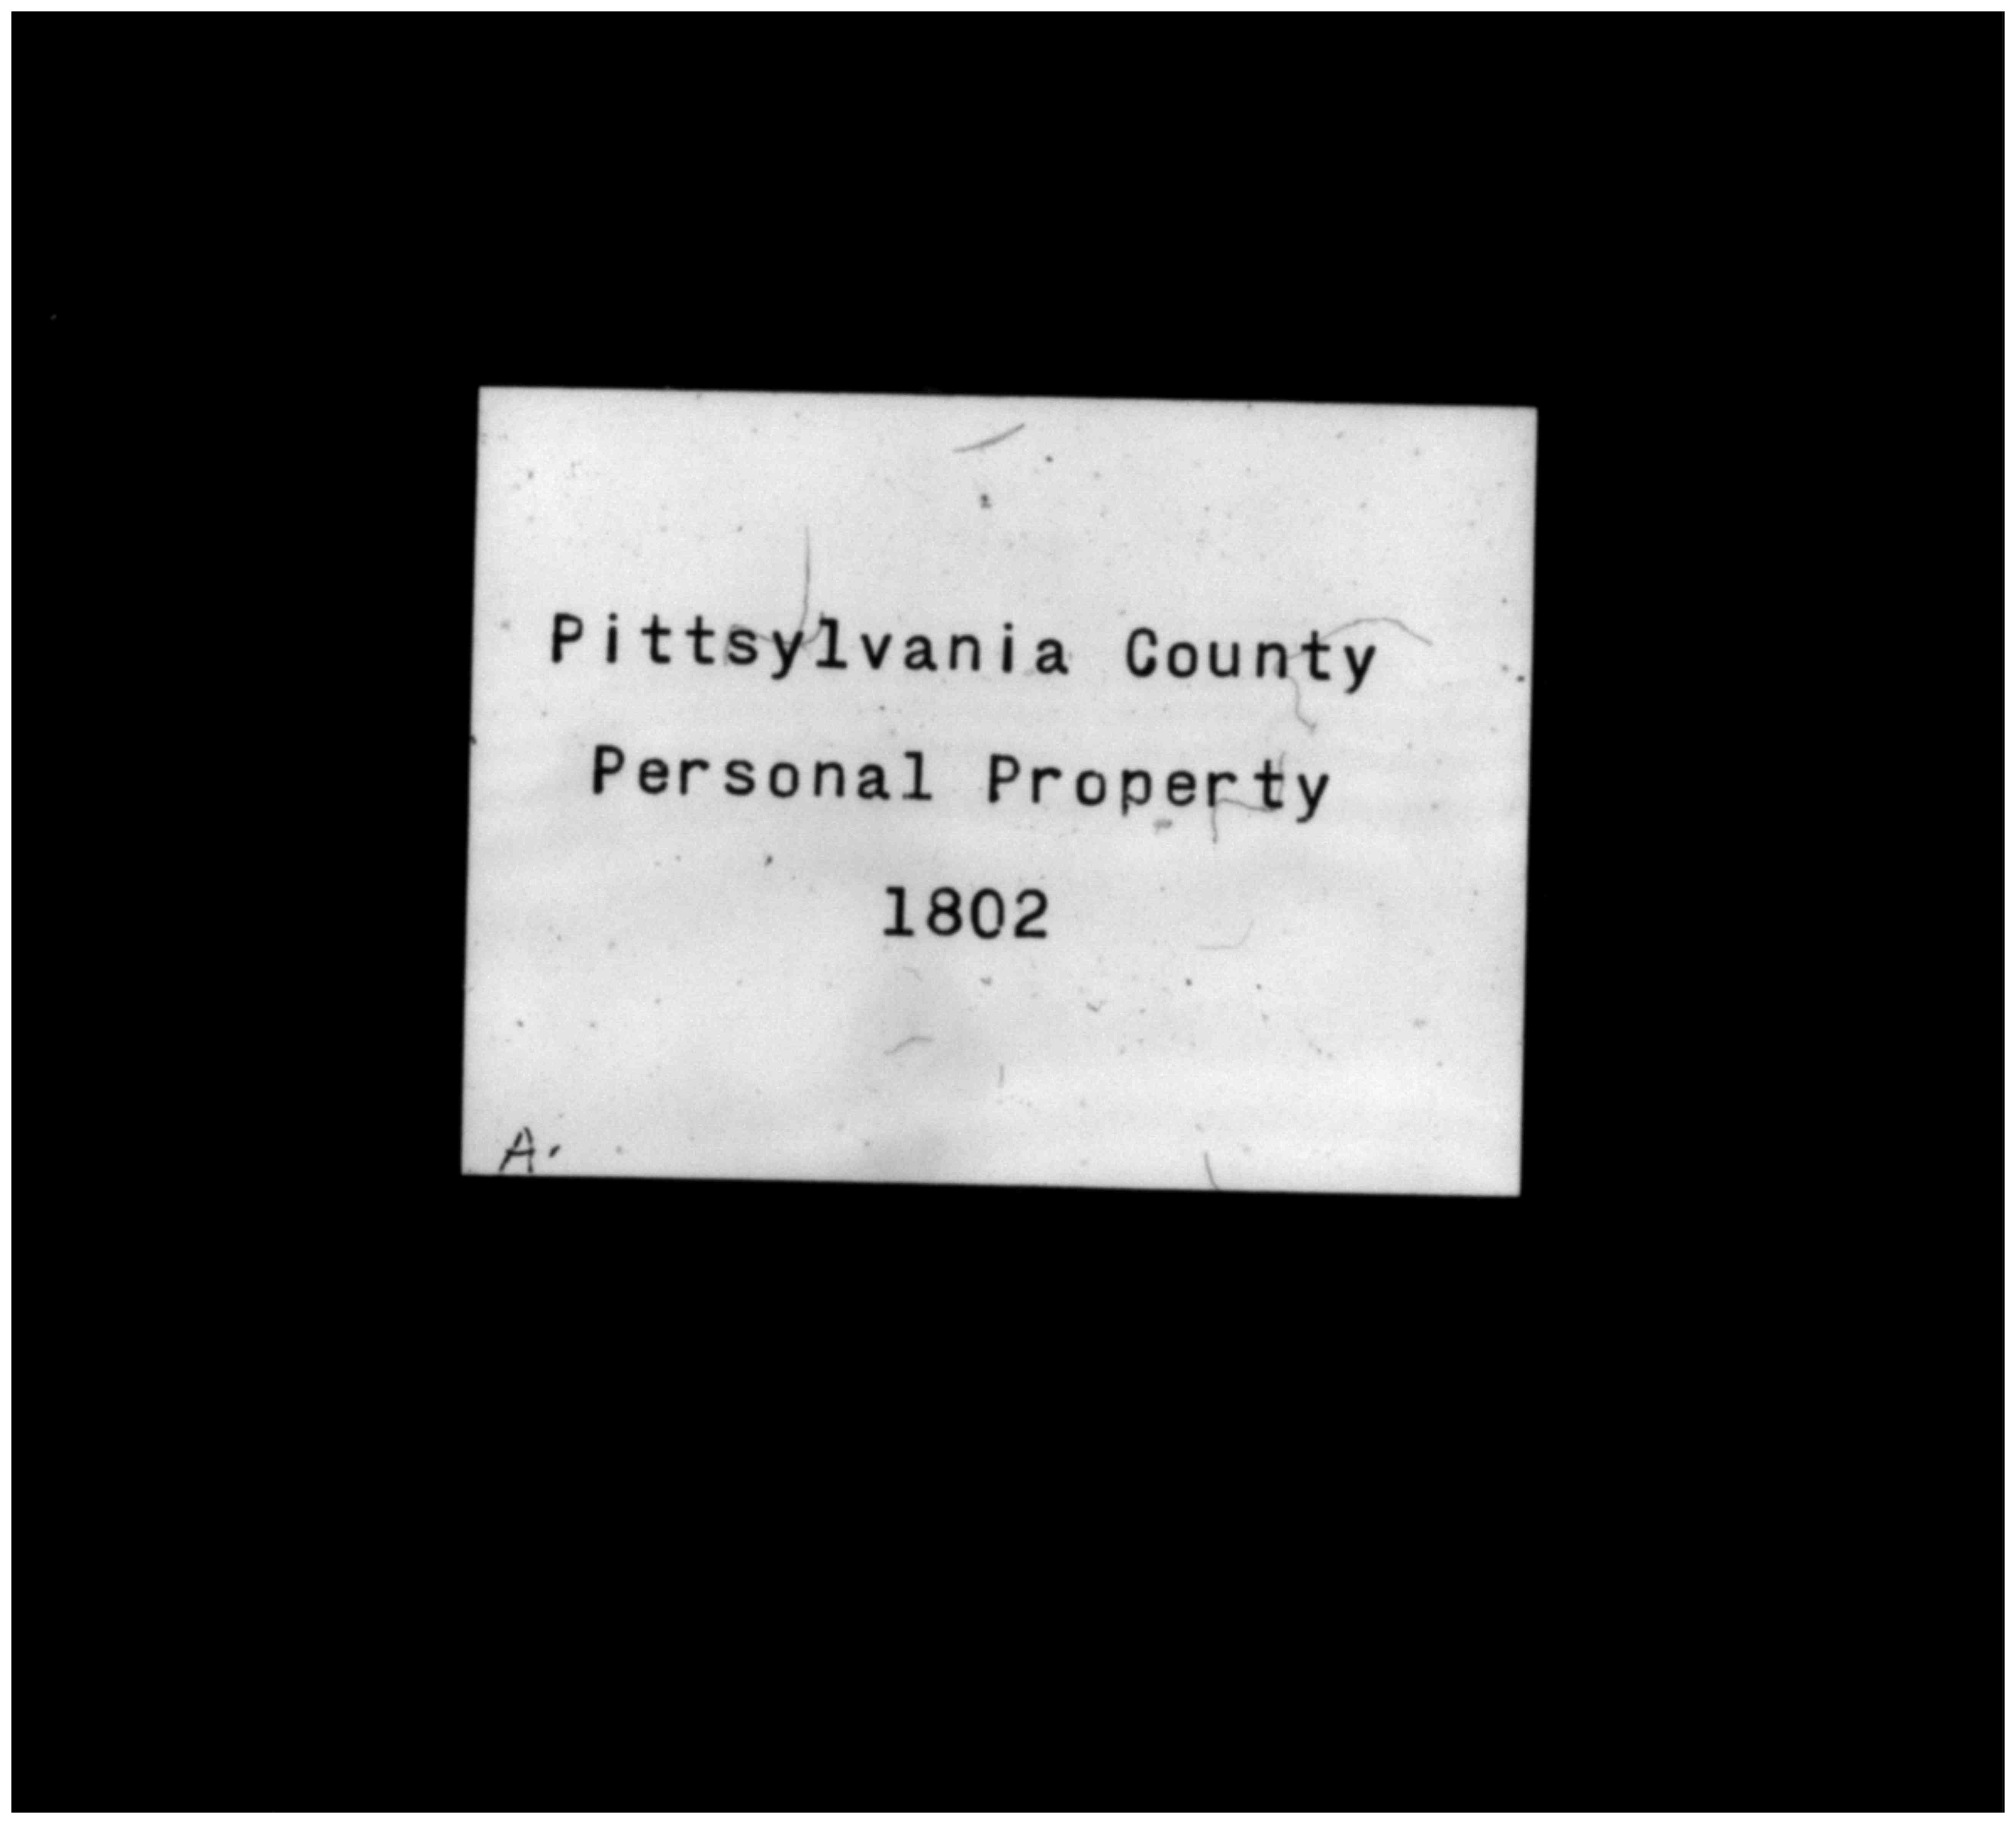 Pittsylvania County
Personal Property
1802
A.